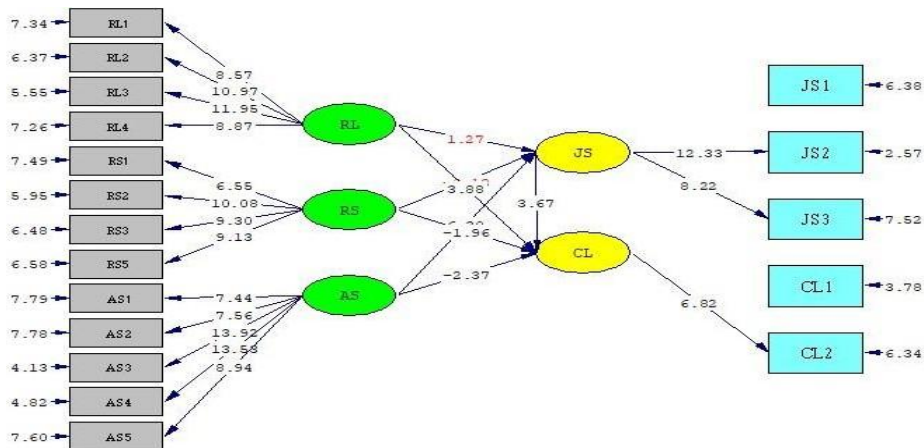 7.34 RL1
6.37 RL2
5.55 RL3
7.26 RL4
7.49 RS1
5.95 RS2
6.48 RS3
6.58 RS5
7.79 AS1
7.78 AS2
4.13 AS3
4.82 AS4
7.60 AS5
8.57
10.97
11.95
8.87
6.55
10.08
9.30
9.13
7.44
7.56
13.92
13.53
8.94
RL
RS
AS
1.27
3.88
-1.96
-2.37
3.67
JS
CL
12.33
8.22
6.82
JS1 6.38
JS2 2.57
JS3 7.52
CL1 3.78
CL2 6.34